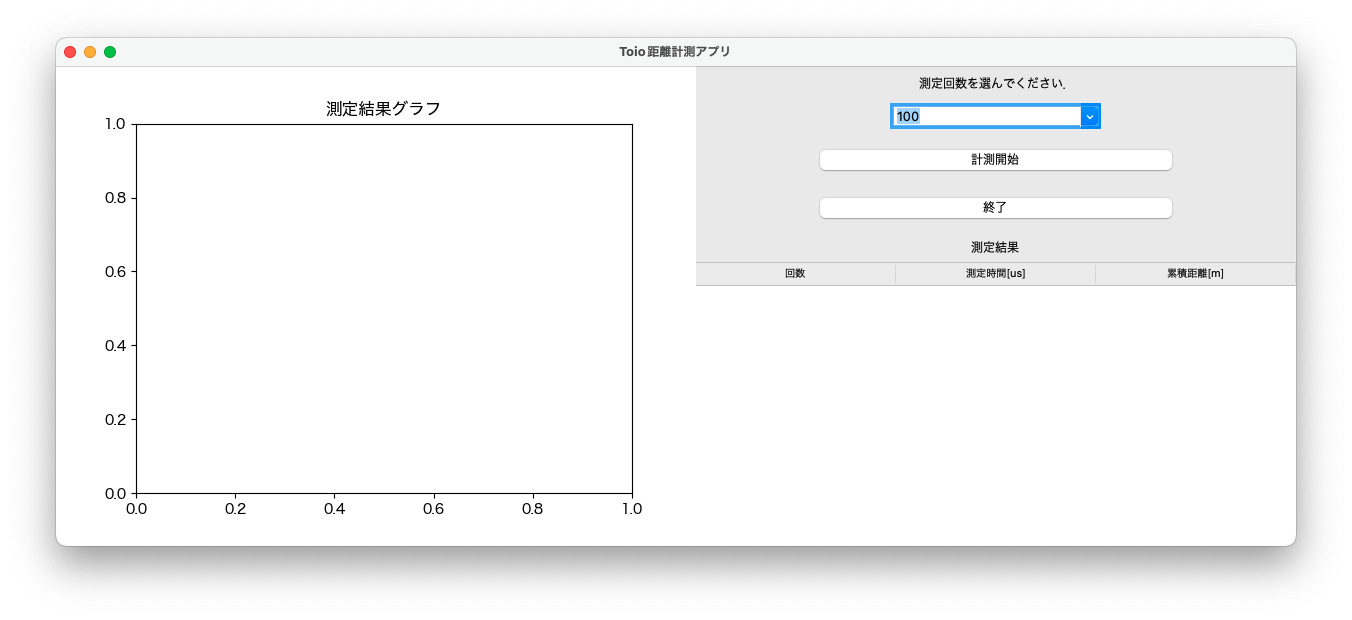 Toio距離計測アプリ
測定結果グラフ
1.0
0.8
0.6
0.4
0.2
0.0
0.0 0.2 0.4 0.6 0.8 1.0
測定回数を選んでください.
100
計測開始
終了
測定結果
回数 測定時間[us] 累積距離[m]